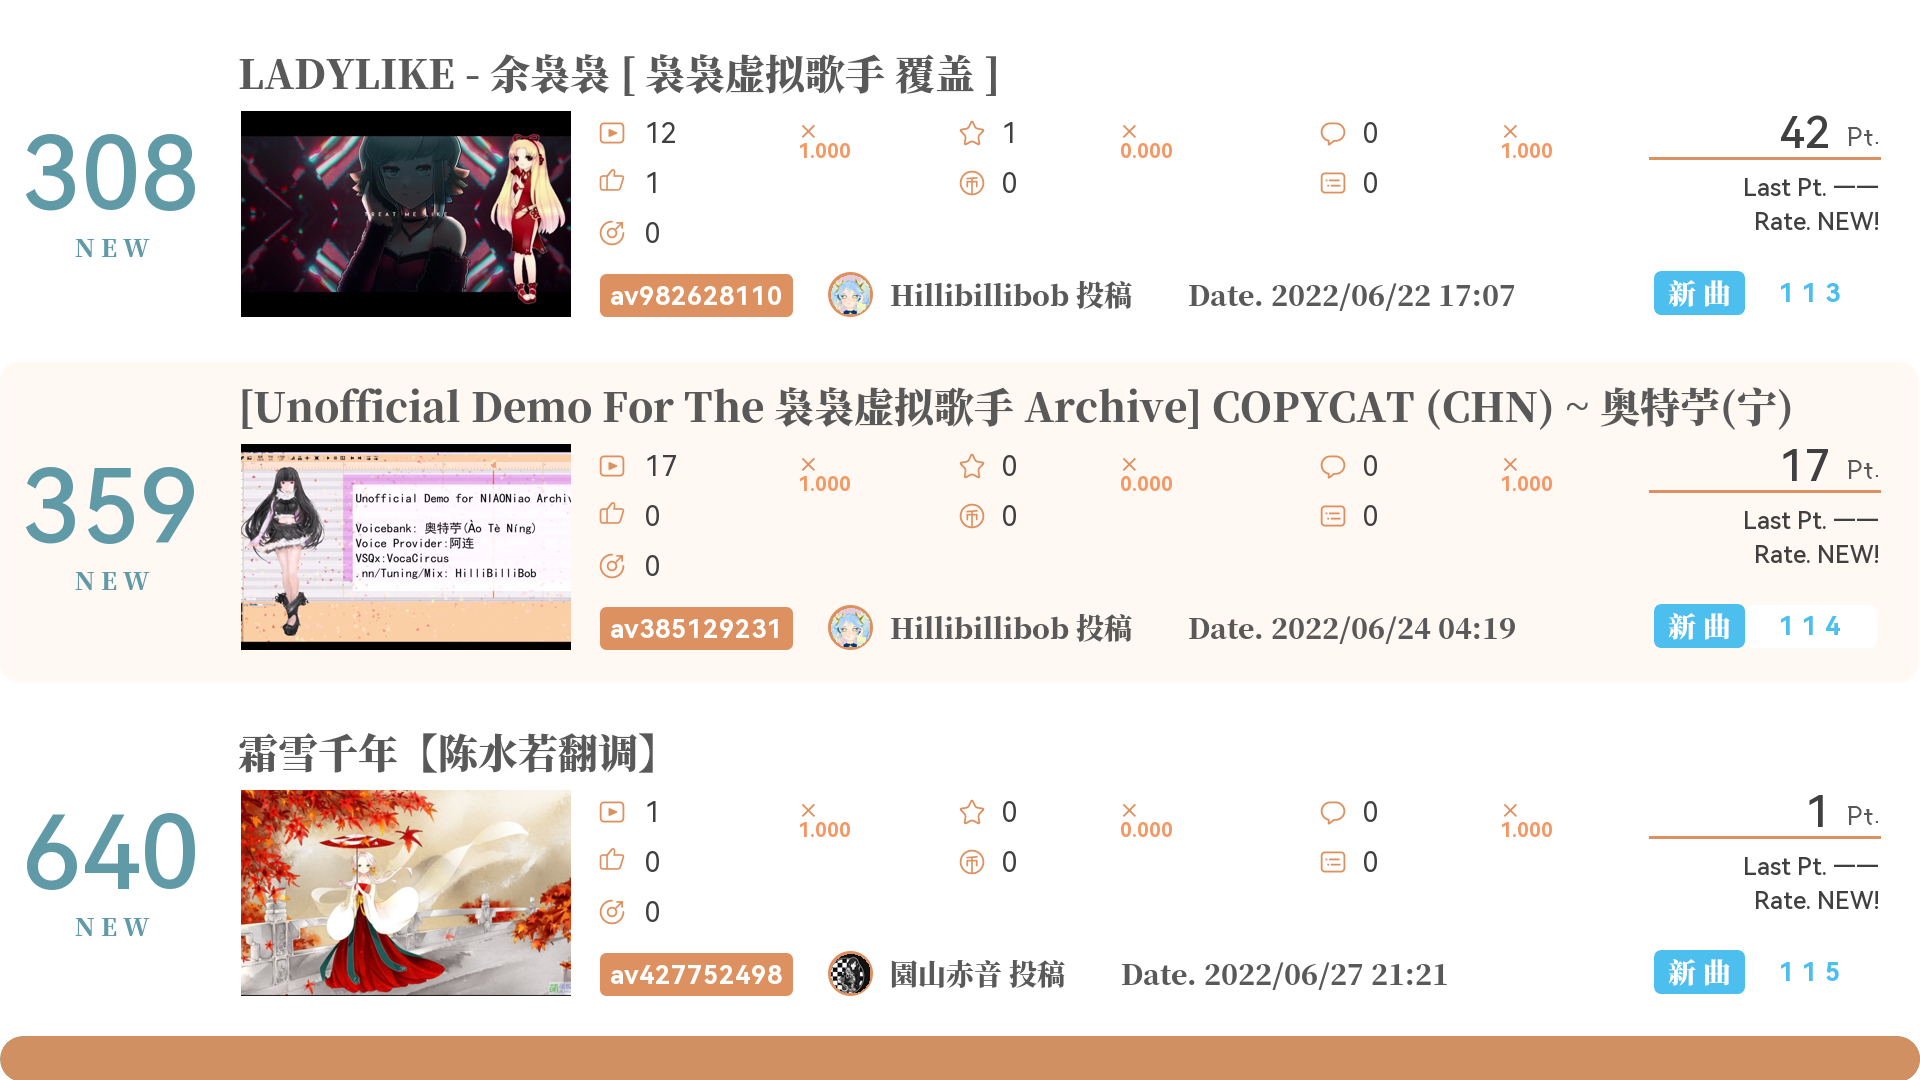 LADYLIKE - 余袅袅 [ 袅袅虚拟歌手 覆盖 ]
308
NEW
TREAT ME LIKE
12
× 1.000
1
× 0.000
0
× 1.000
1
0
0
0
42 Pt.
Last Pt. ——
Rate. NEW!
av982628110
Hillibillibob 投稿
Date. 2022/06/22 17:07
新曲 113
[Unofficial Demo For The 袅袅虚拟歌手 Archive] COPYCAT (CHN) ~ 奥特苧(宁)
359
NEW
Unofficial Demo for NIAONiao Archiv
Voicebank: 奥特苧(Ào Tè Níng)
Voice Provider:阿连
VSQx:VocaCircus
.nn/Tuning/Mix: HilliBilliBob
17
× 1.000
0
× 0.000
0
× 1.000
0
0
0
0
17 Pt.
Last Pt. ——
Rate. NEW!
av385129231
Hillibillibob 投稿
Date. 2022/06/24 04:19
新曲 114
霜雪千年【陈水若翻调】
640
NEW
1
× 1.000
0
× 0.000
0
× 1.000
0
0
0
0
1 Pt.
Last Pt. ——
Rate. NEW!
av427752498
園山赤音 投稿
Date. 2022/06/27 21:21
新曲 115